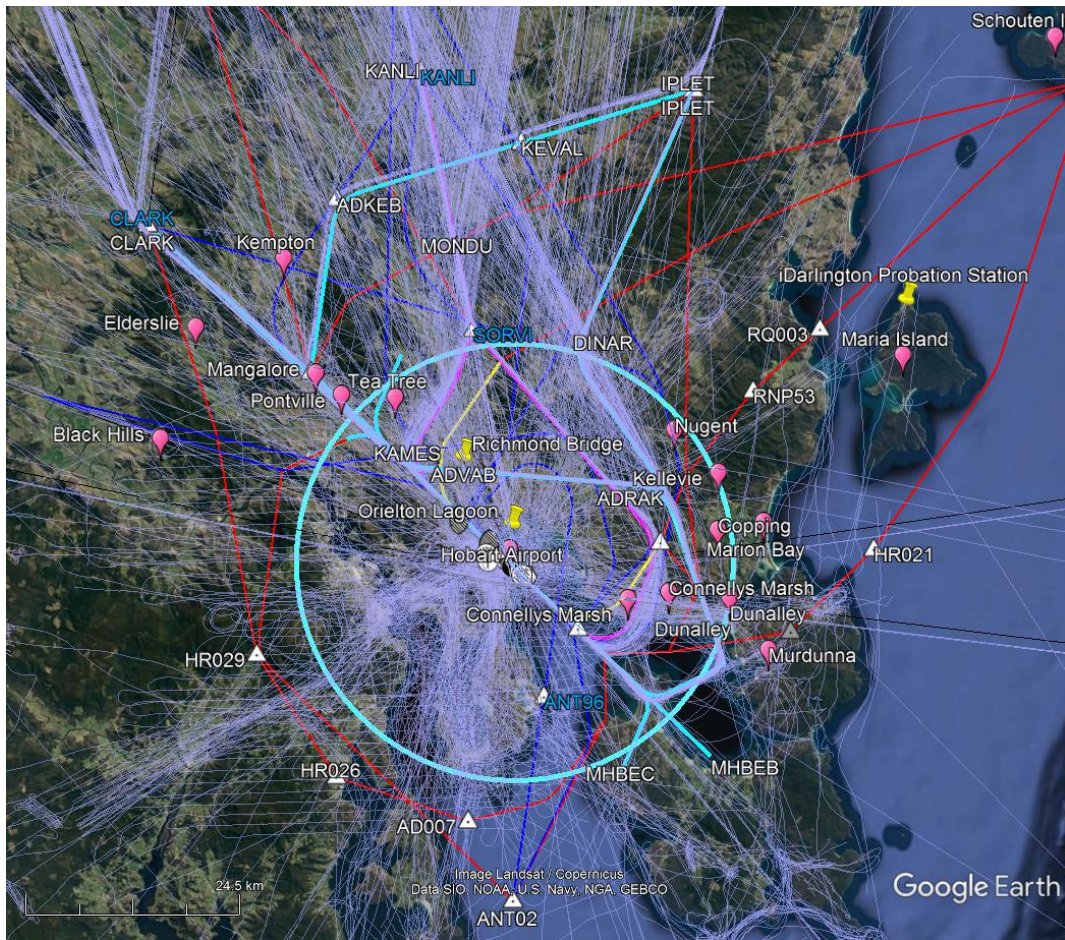 Schouten I
KANLI
KANLI
IPLET
IPLET
KEVAL
ADKEB
CLARK
CLARK
Kempton
MONDU
iDarlington Probation Station
Elderslie
SORVI
DINAR
RQ003
Maria Island
Mangalore
Tea Tree
Pontville
RNP53
Black Hills
KAMES
Richmond Bridge
Nugent
ADVAB
Kellevie
ADRAK
Orielton Lagoon
Copping
Hobart Airport
Marion Bay
HR021
Connellys Marsh
Connellys Marsh
Dunalley
Dunalley
Murdunna
HR029
ANT96
MHBEC
MHBEB
HR026
AD007
Image Landsat / Copernicus
Data SIO, NOAA, U.S. Navy, NGA, GEBCO
24.5 km
Google Earth
ANT02